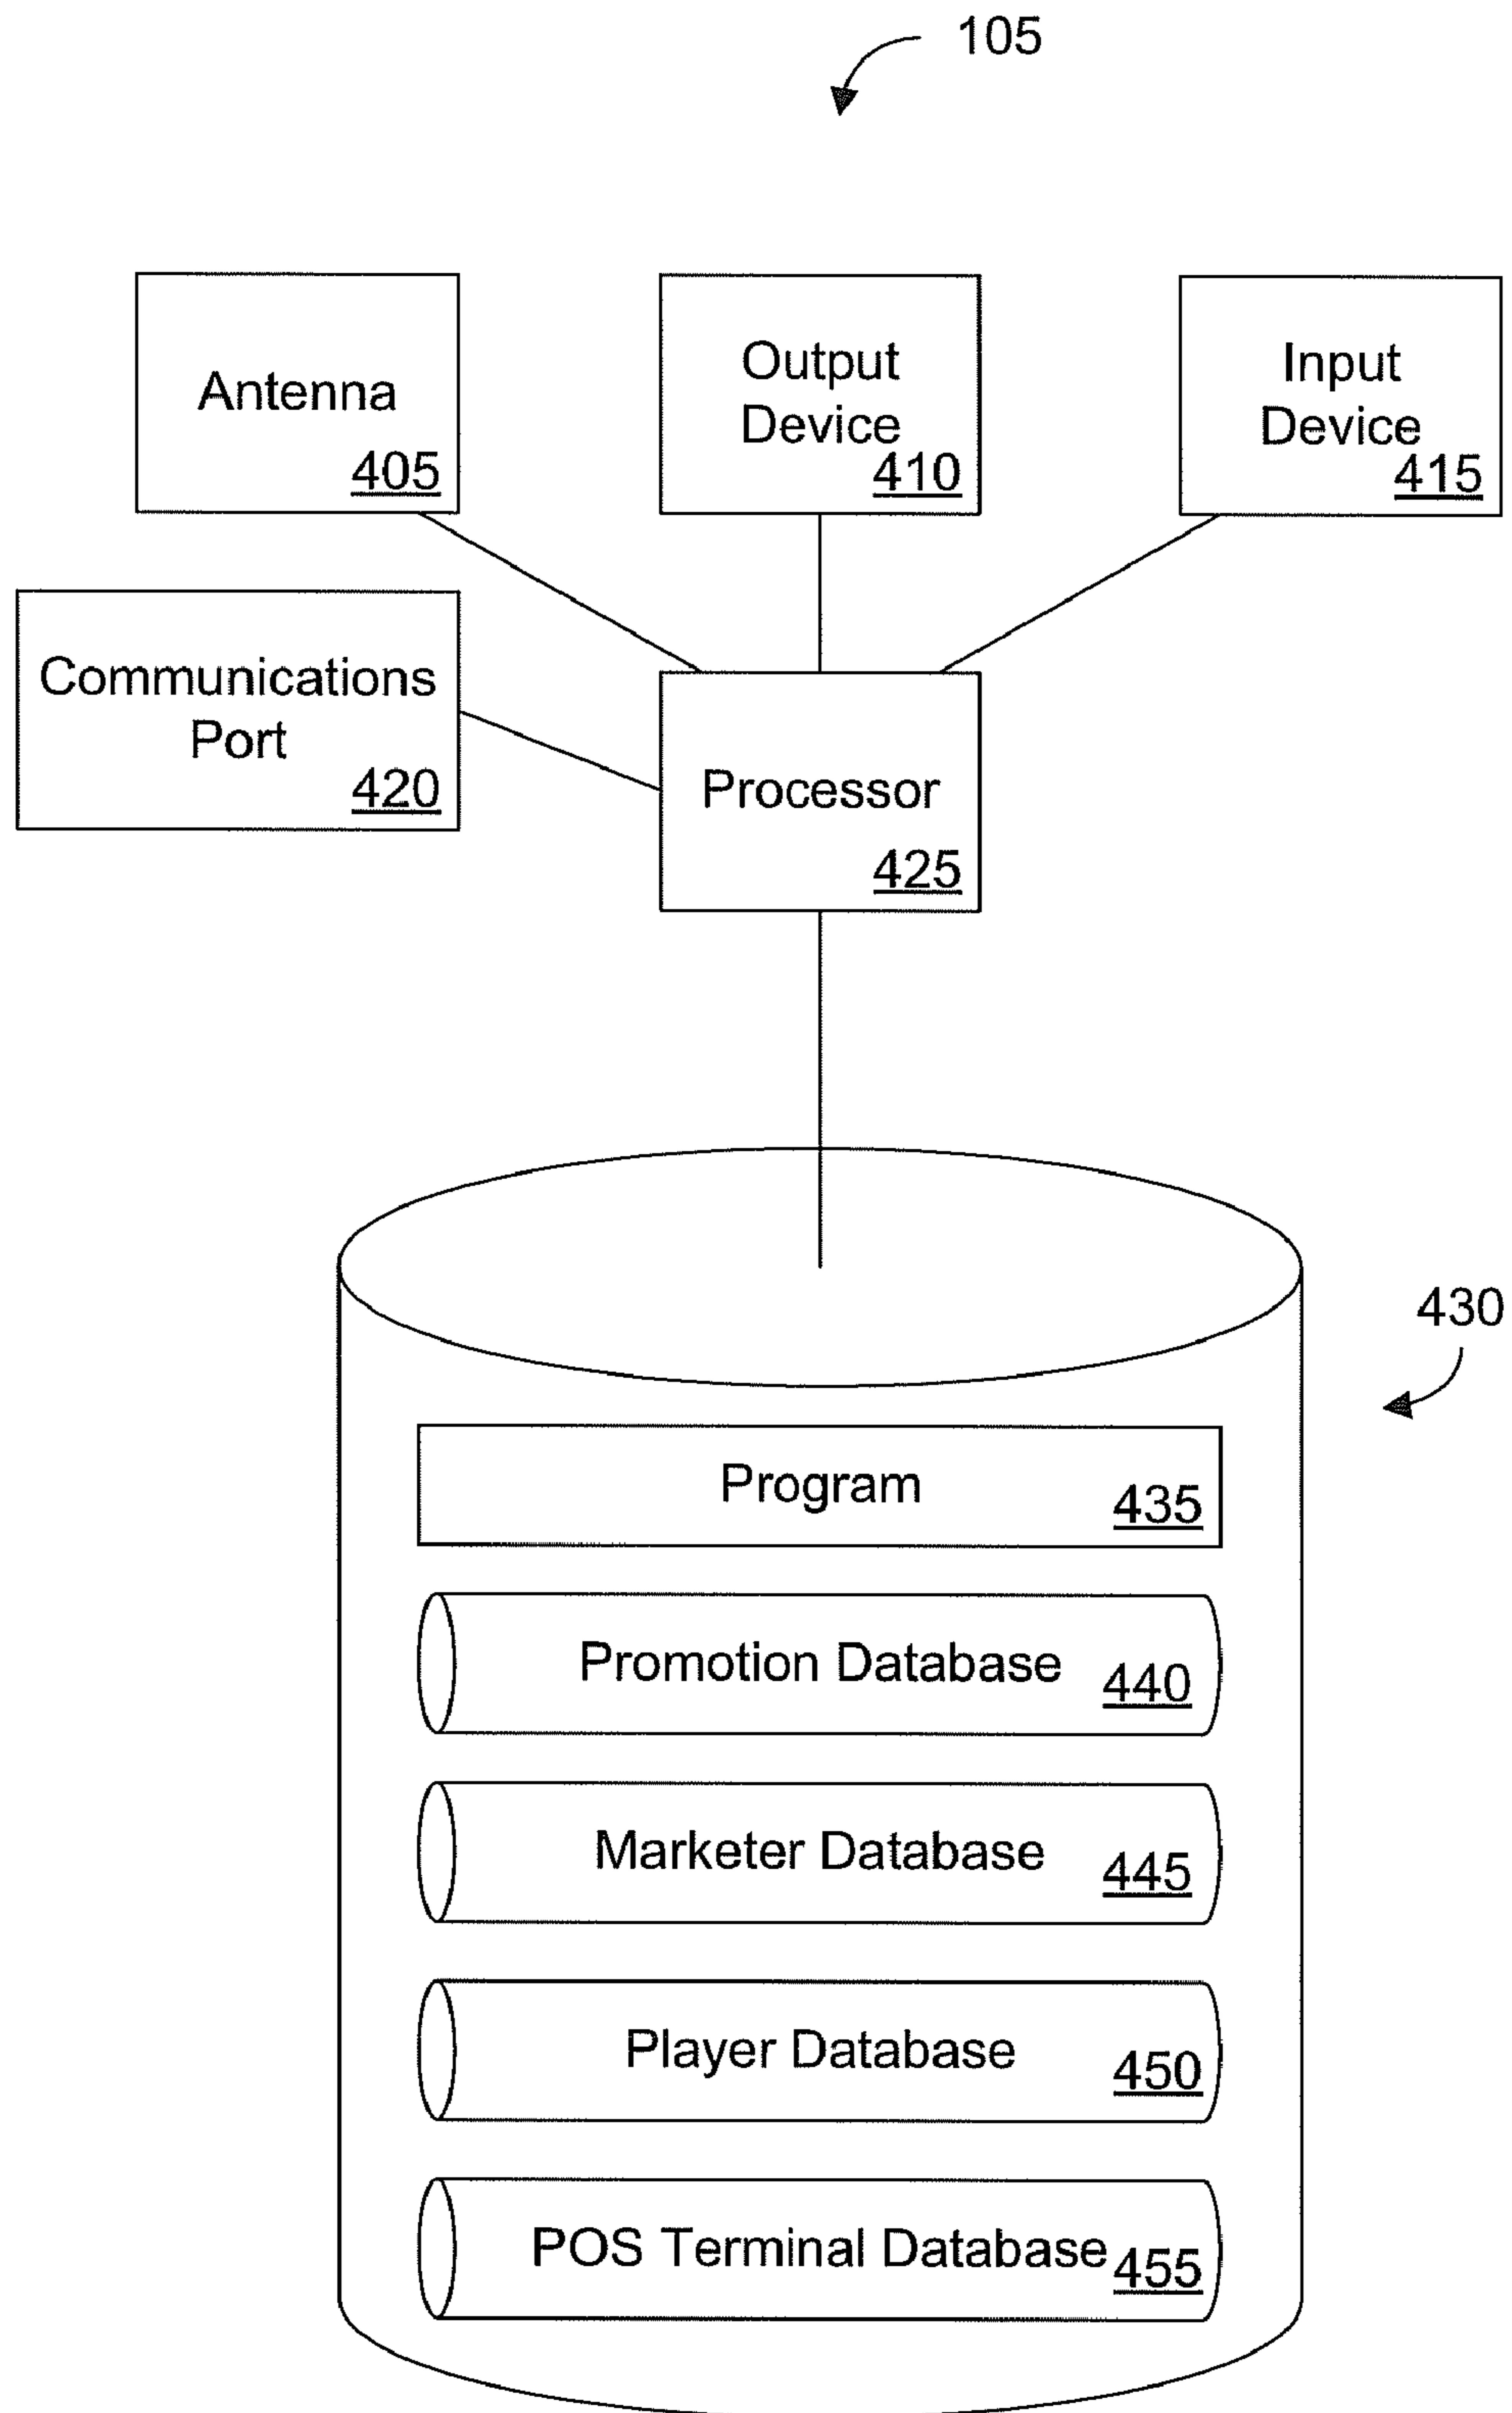 105
Antenna
405
Output
Device
410
Input
Device
415
Communications
Port
420
Processor
425
430
Program
435
Promotion Database
440
Marketer Database
445
Player Database
450
POS Terminal Database
455